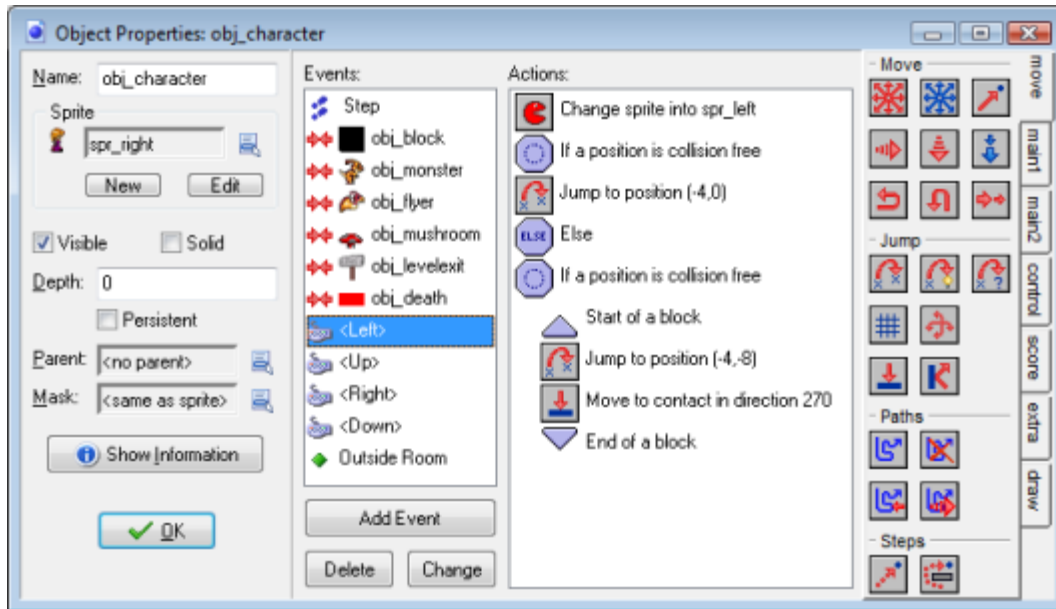 Object Properties: obj_character
Name: obj_character
Sprite
spr_right
New Edit
Visible Solid
Depth: 0
Persistent
Parent: <no parent>
Mask: <same as sprite>
Show Information
OK
Events:
Step
obj_block
obj_monster
obj_flyer
obj_mushroom
obj_levelexit
obj_death
<Left>
<Up>
<Right>
<Down>
Outside Room
Add Event
Delete Change
Actions:
Change sprite into spr_left
If a position is collision free
Jump to position (-4,0)
ELSE Else
If a position is collision free
Start of a block
Jump to position (-4,-8)
Move to contact in direction 270
End of a block
Move
Jump
Paths
Steps
move
main1
main2
control
score
extra
draw